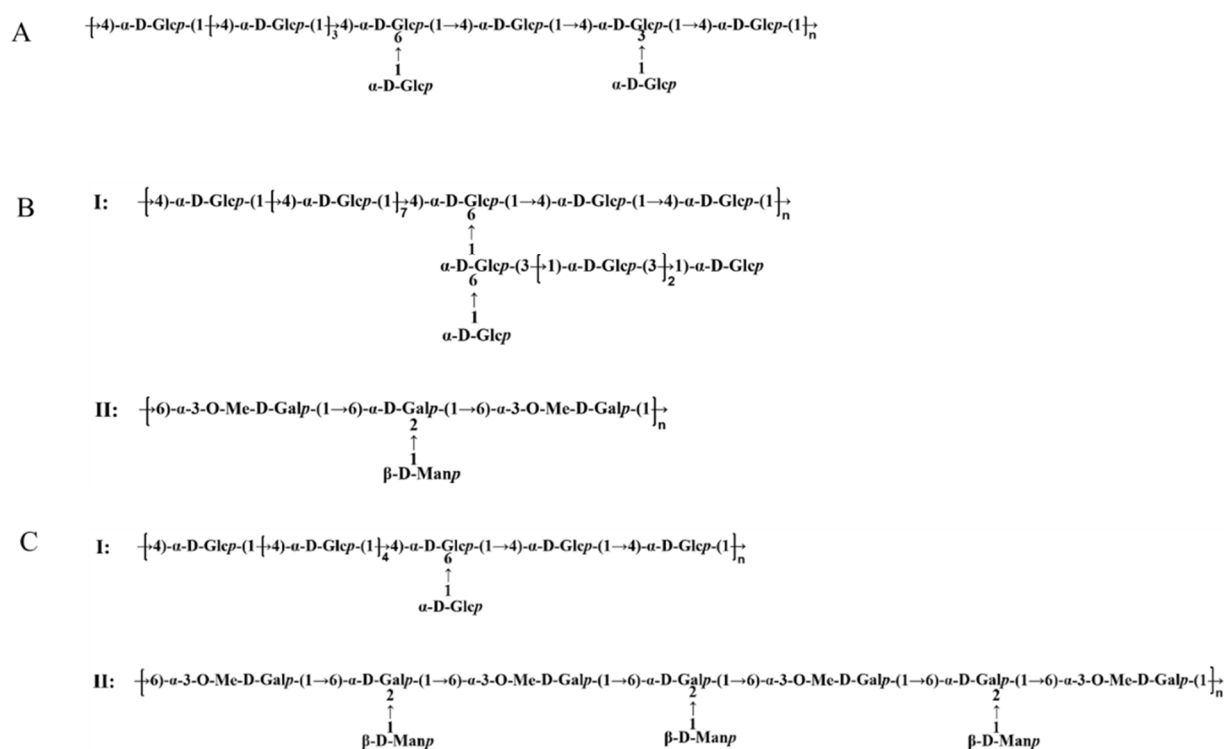 A
[→4)-α-D-Glcp-(1[→4)-α-D-Glcp-(1]₃→4)-α-D-Glcp-(1→4)-α-D-Glcp-(1→4)-α-D-Glcp-(1→4)-α-D-Glcp-(1]ₙ→
6 3
↑ ↑
1 1
α-D-Glcp α-D-Glcp
B
I: [→4)-α-D-Glcp-(1[→4)-α-D-Glcp-(1]₇→4)-α-D-Glcp-(1→4)-α-D-Glcp-(1→4)-α-D-Glcp-(1]ₙ→
6
↑
1
α-D-Glcp-(3[→1)-α-D-Glcp-(3]₂→1)-α-D-Glcp
6
↑
1
α-D-Glcp
II: [→6)-α-3-O-Me-D-Galp-(1→6)-α-D-Galp-(1→6)-α-3-O-Me-D-Galp-(1]ₙ→
2
↑
1
β-D-Manp
C
I: [→4)-α-D-Glcp-(1[→4)-α-D-Glcp-(1]₄→4)-α-D-Glcp-(1→4)-α-D-Glcp-(1→4)-α-D-Glcp-(1]ₙ→
6
↑
1
α-D-Glcp
II: [→6)-α-3-O-Me-D-Galp-(1→6)-α-D-Galp-(1→6)-α-3-O-Me-D-Galp-(1→6)-α-D-Galp-(1→6)-α-3-O-Me-D-Galp-(1→6)-α-D-Galp-(1→6)-α-3-O-Me-D-Galp-(1]ₙ→
2 2 2
↑ ↑ ↑
1 1 1
β-D-Manp β-D-Manp β-D-Manp